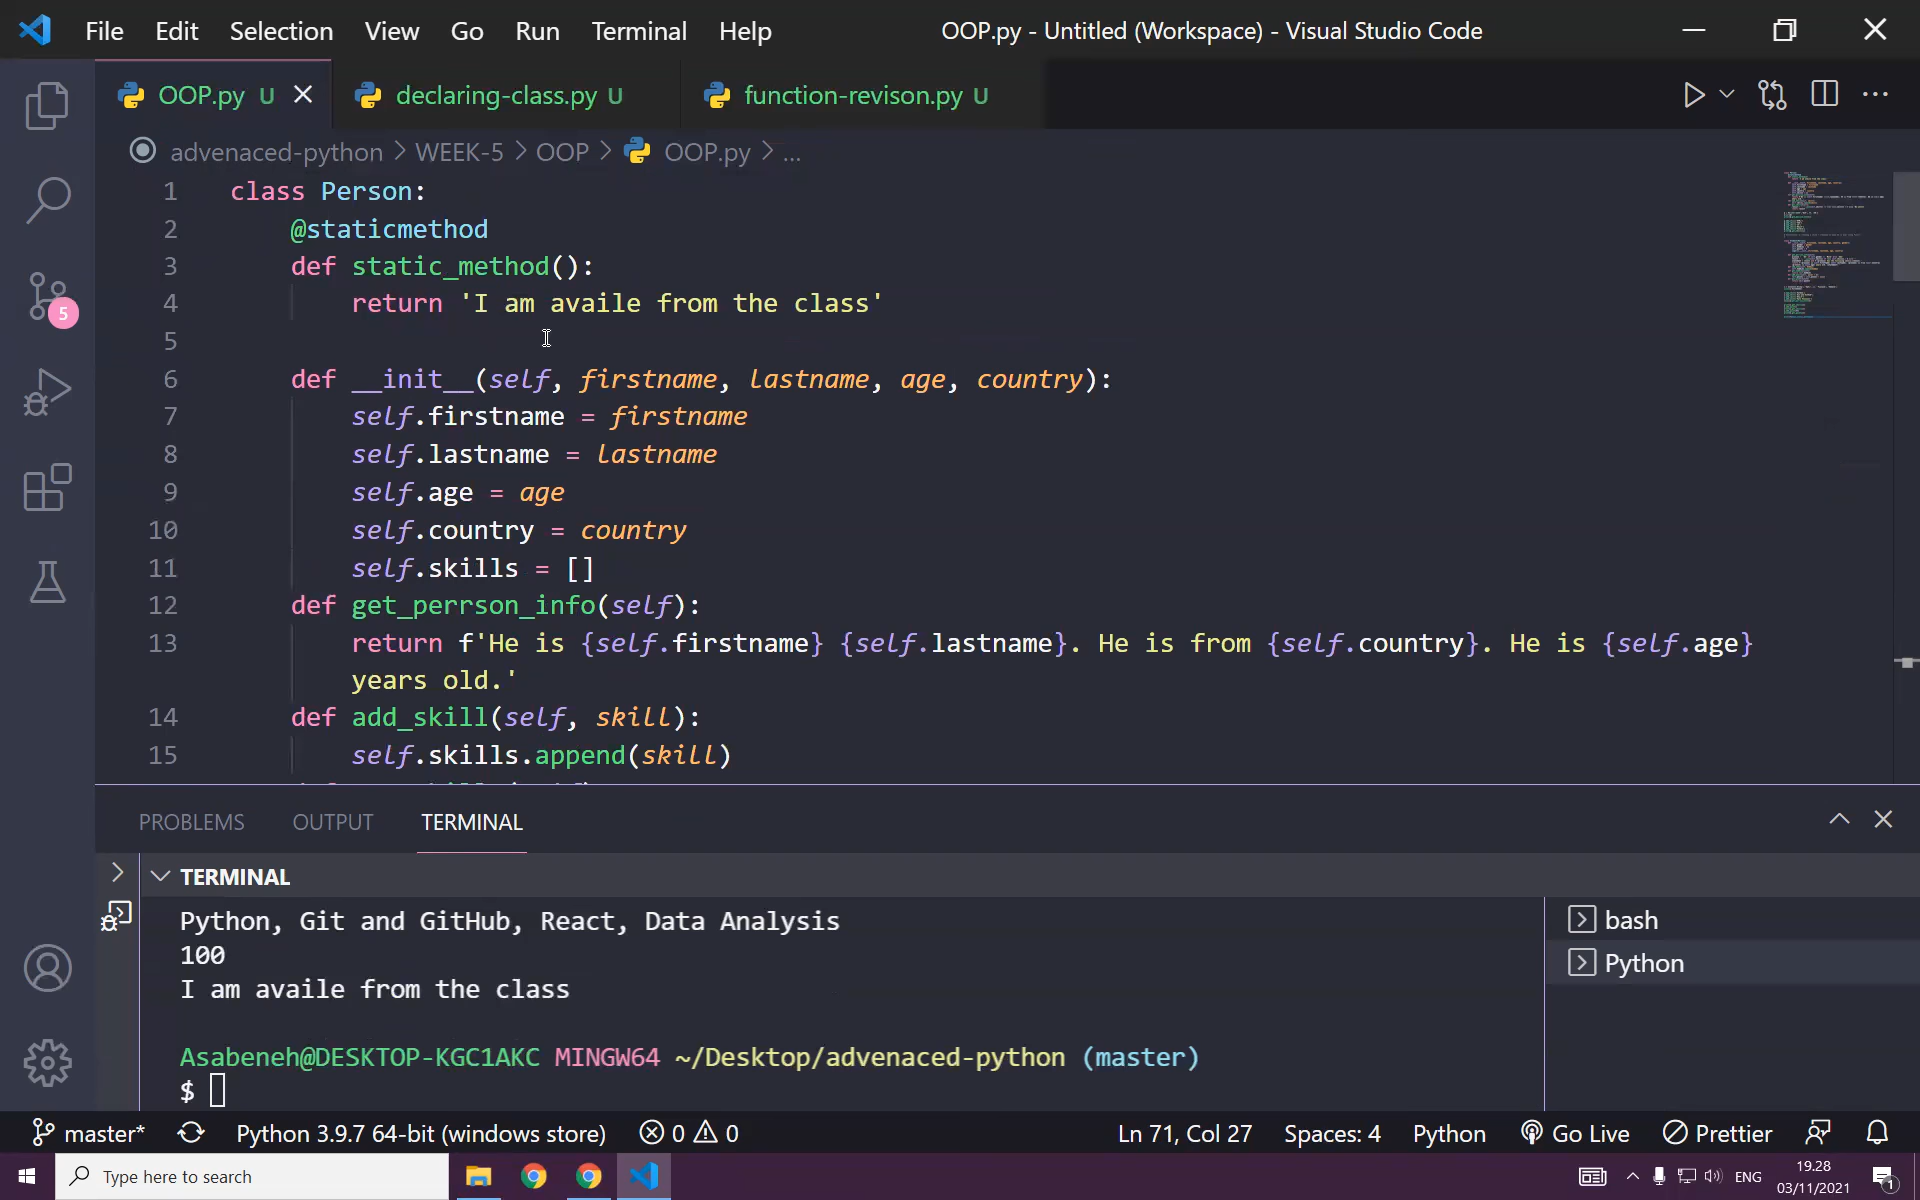 File Edit Selection View Go Run Terminal Help OOP.py - Untitled (Workspace) - Visual Studio Code
OOP.py U declaring-class.py U function-revison.py U
advenaced-python > WEEK-5 > OOP > OOP.py > ...
1 class Person:
2 @staticmethod
3 def static_method():
4 return 'I am availe from the class'
5
6 def __init__(self, firstname, lastname, age, country):
7 self.firstname = firstname
8 self.lastname = lastname
9 self.age = age
10 self.country = country
11 self.skills = []
12 def get_perrson_info(self):
13 return f'He is {self.firstname} {self.lastname}. He is from {self.country}. He is {self.age}
years old.'
14 def add_skill(self, skill):
15 self.skills.append(skill)
5
PROBLEMS OUTPUT TERMINAL
TERMINAL
Python, Git and GitHub, React, Data Analysis
100
I am availe from the class
Asabeneh@DESKTOP-KGC1AKC MINGW64 ~/Desktop/advenaced-python (master)
$
bash
Python
master* Python 3.9.7 64-bit (windows store) 0 0 Ln 71, Col 27 Spaces: 4 Python Go Live Prettier
Type here to search
ENG
19.28
03/11/2021
1